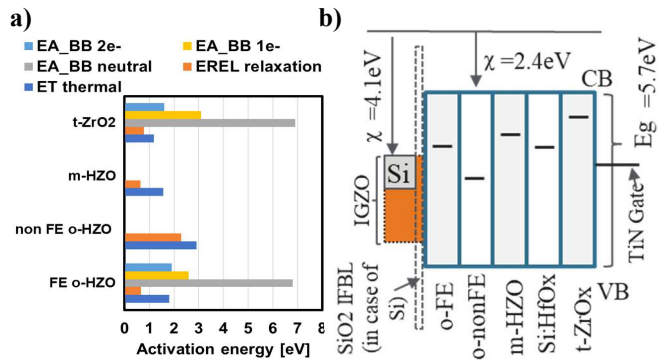 a)
EA_BB 2e-
EA_BB 1e-
EA_BB neutral
EREL relaxation
ET thermal
t-ZrO2
m-HZO
non FE o-HZO
FE o-HZO
0 1 2 3 4 5 6 7 8
Activation energy [eV]
b)
χ =4.1eV
χ =2.4eV
CB
Eg =5.7eV
Si
IGZO
TiN Gate
VB
SiO2 IFBL
(in case of
Si)
o-FE
o-nonFE
m-HZO
Si:HfOx
t-ZrOx